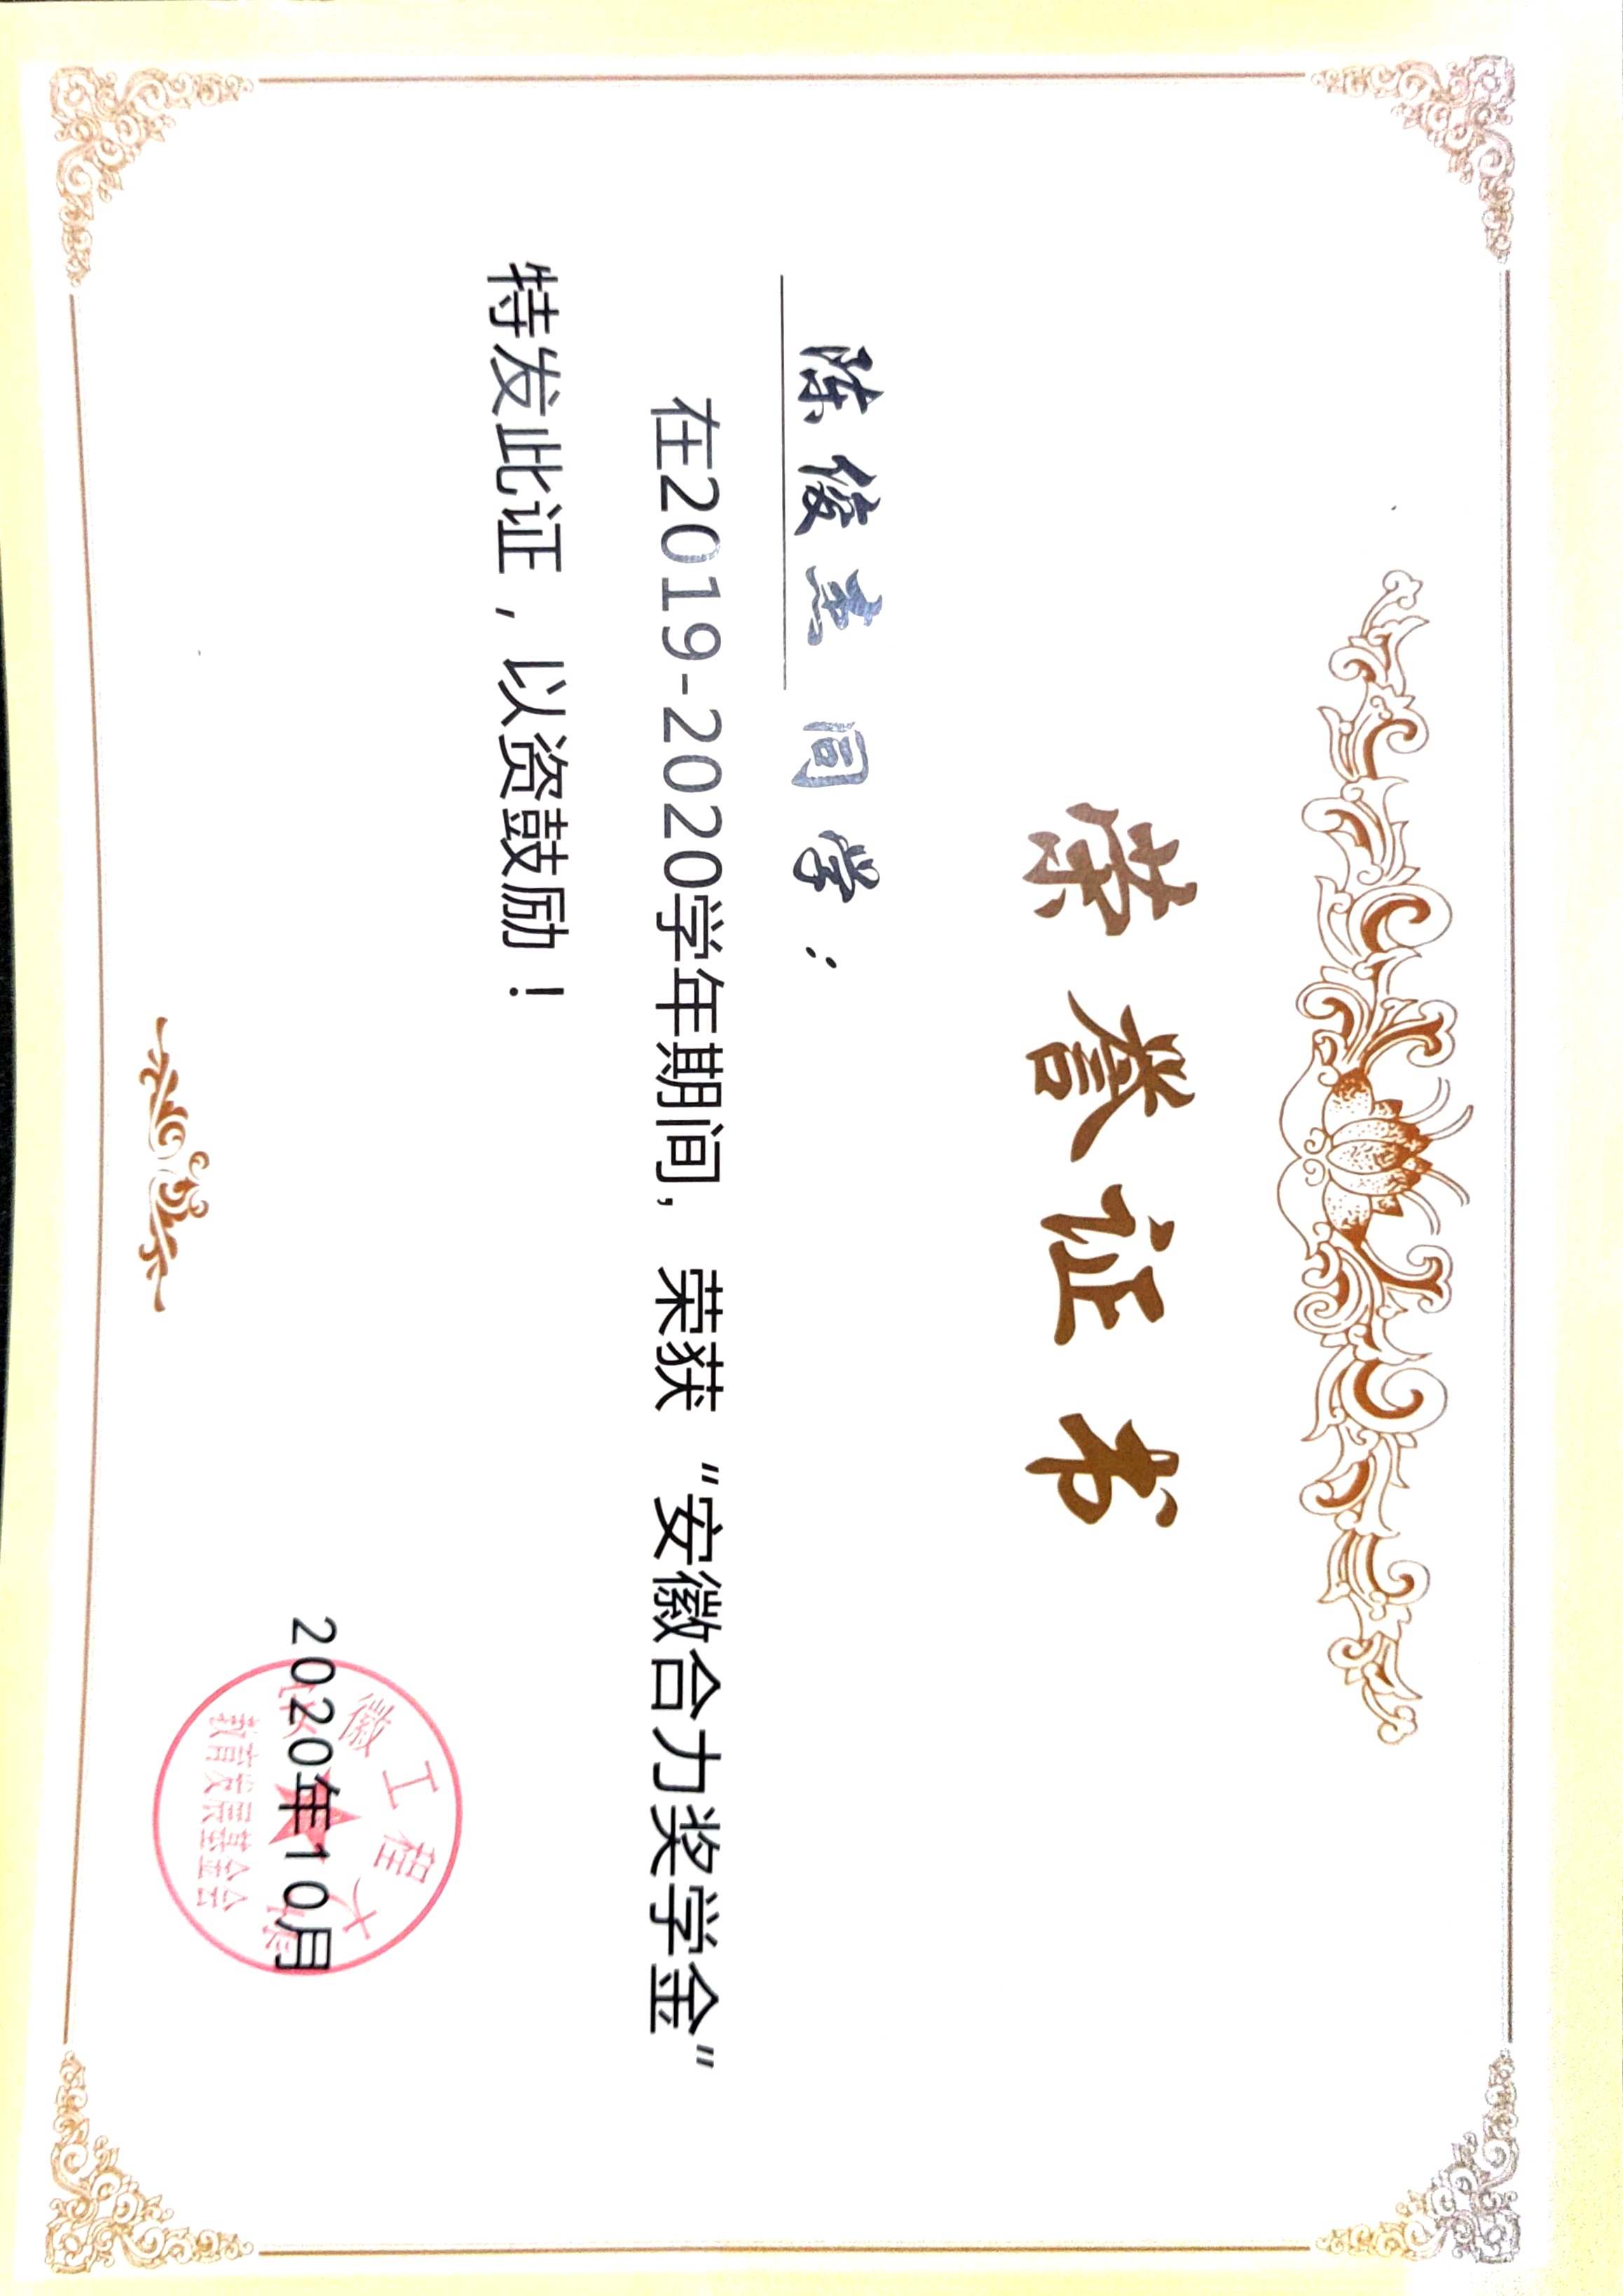 荣誉证书
陈俊杰同学：
在2019-2020学年期间，荣获“安徽合力奖学金”
特发此证，以资鼓励！
安徽工程大学
2020年10月
教育发展基金会